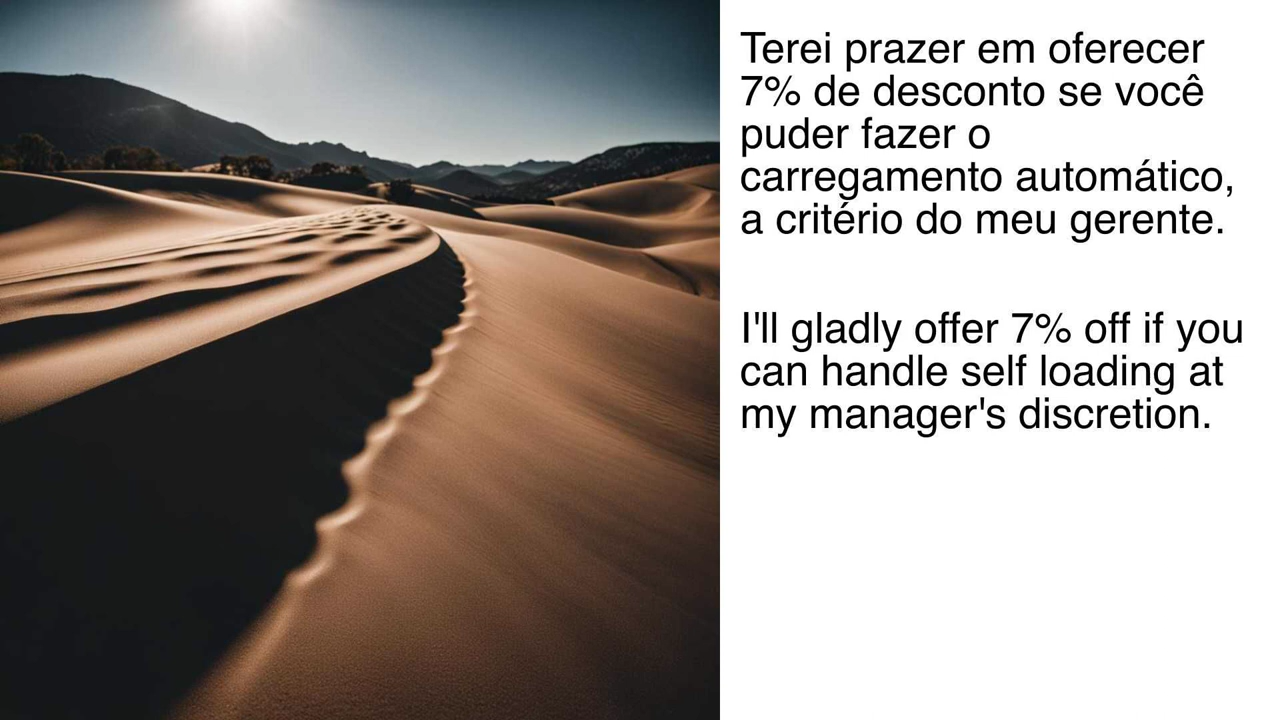 Terei prazer em oferecer
7% de desconto se você
puder fazer o
carregamento automático,
a critério do meu gerente.
I'll gladly offer 7% off if you
can handle self loading at
my manager's discretion.